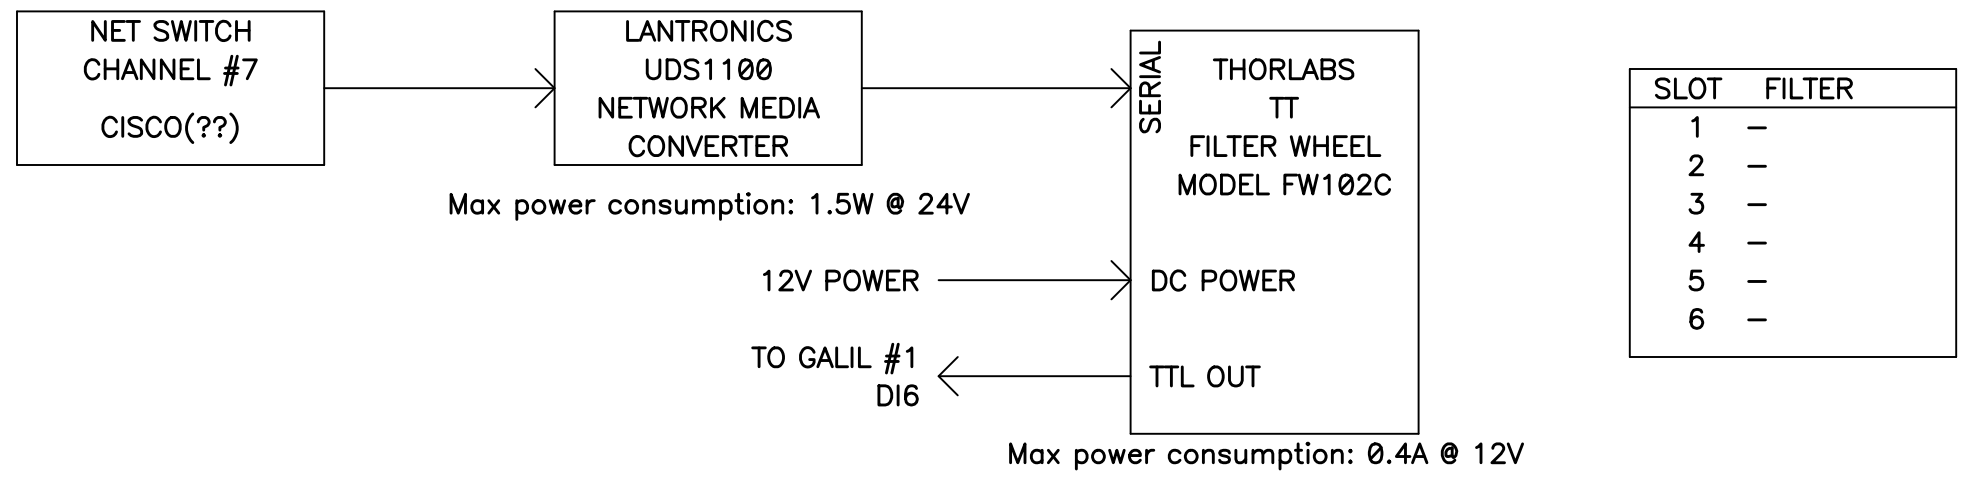 NET SWITCH
CHANNEL #7
CISCO(??)
LANTRONICS
UDS1100
NETWORK MEDIA
CONVERTER
Max power consumption: 1.5W @ 24V
SERIAL
THORLABS
TT
FILTER WHEEL
MODEL FW102C
12V POWER
DC POWER
TO GALIL #1
DI6
TTL OUT
Max power consumption: 0.4A @ 12V
SLOT FILTER
1 –
2 –
3 –
4 –
5 –
6 –